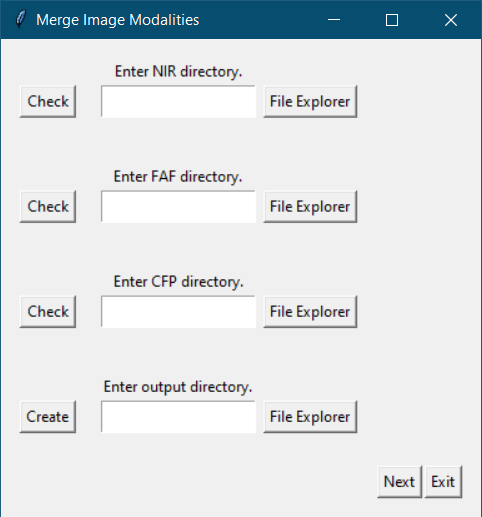 Merge Image Modalities
Enter NIR directory.
Check File Explorer
Enter FAF directory.
Check File Explorer
Enter CFP directory.
Check File Explorer
Enter output directory.
Create File Explorer
Next Exit